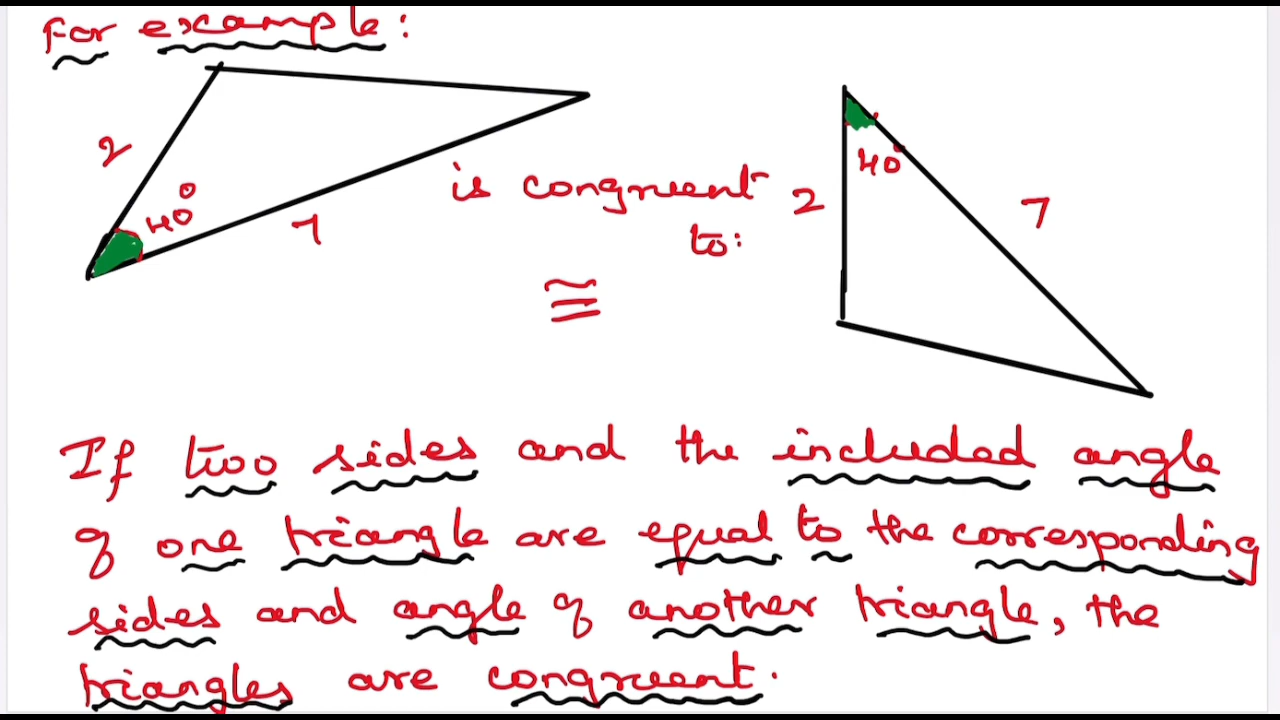 For example:
2
40°
7
is congruent
to:
≅
2
40°
7
If two sides and the included angle
of one triangle are equal to the corresponding
sides and angle of another triangle, the
triangles are congruent.